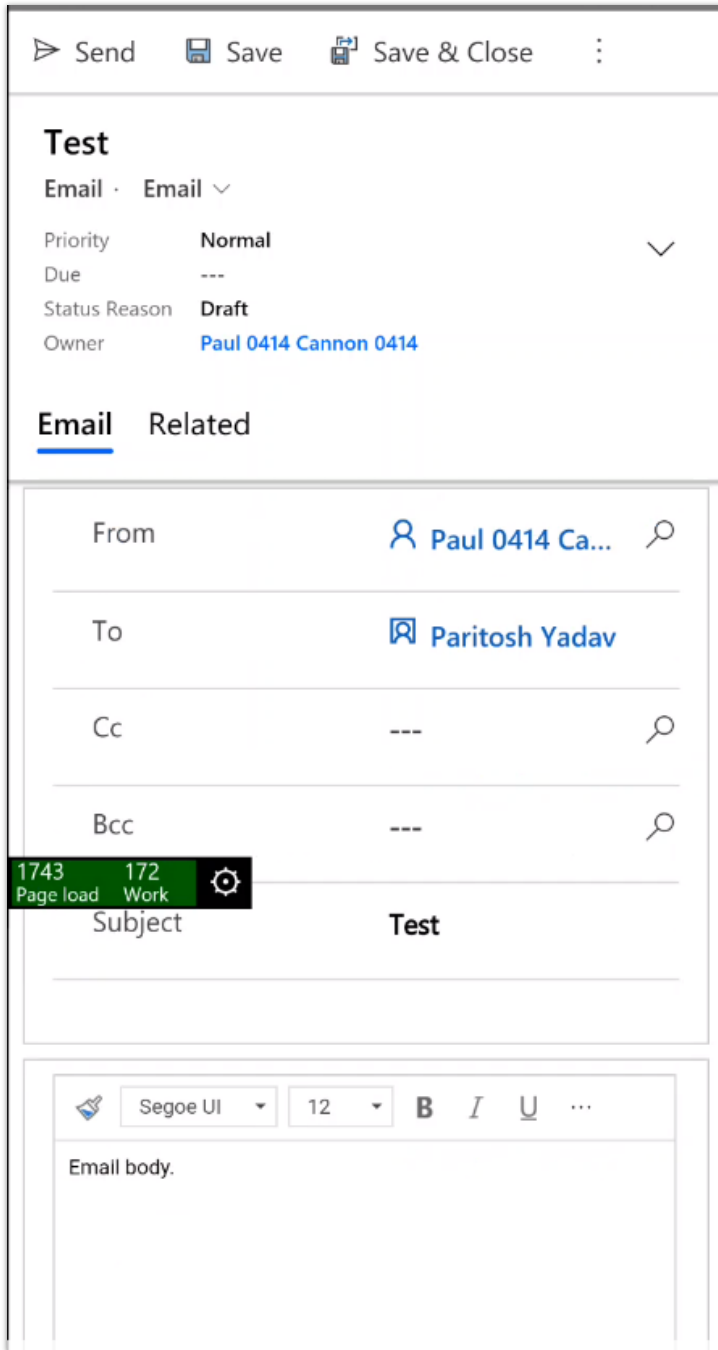 Send Save Save & Close
Test
Email · Email
Priority Normal
Due ---
Status Reason Draft
Owner Paul 0414 Cannon 0414
Email Related
From Paul 0414 Ca...
To Paritosh Yadav
Cc ---
Bcc ---
1743 172
Page load Work
Subject Test
Segoe UI 12 B I U ...
Email body.